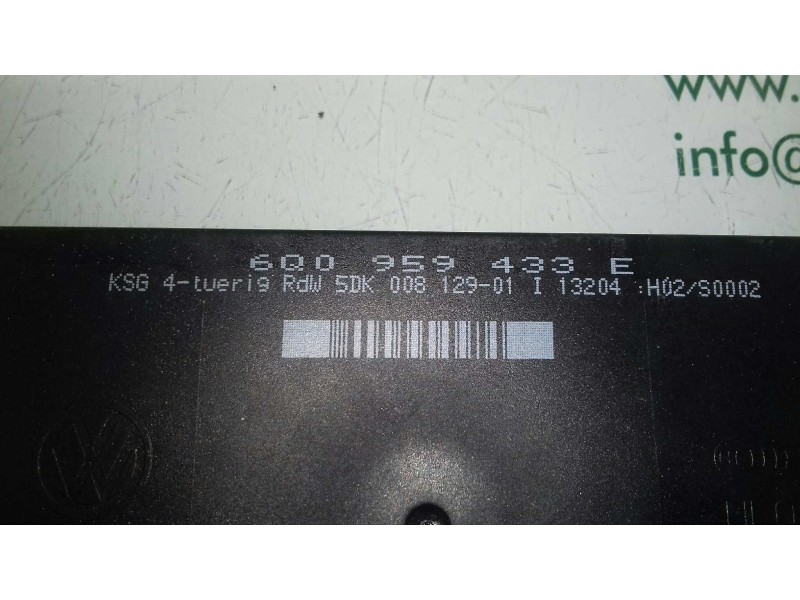 www.
info@
6Q0 959 433 E
KSG 4-tuerig RdW 5DK 008 129-01 I 13204 :H02/S0002